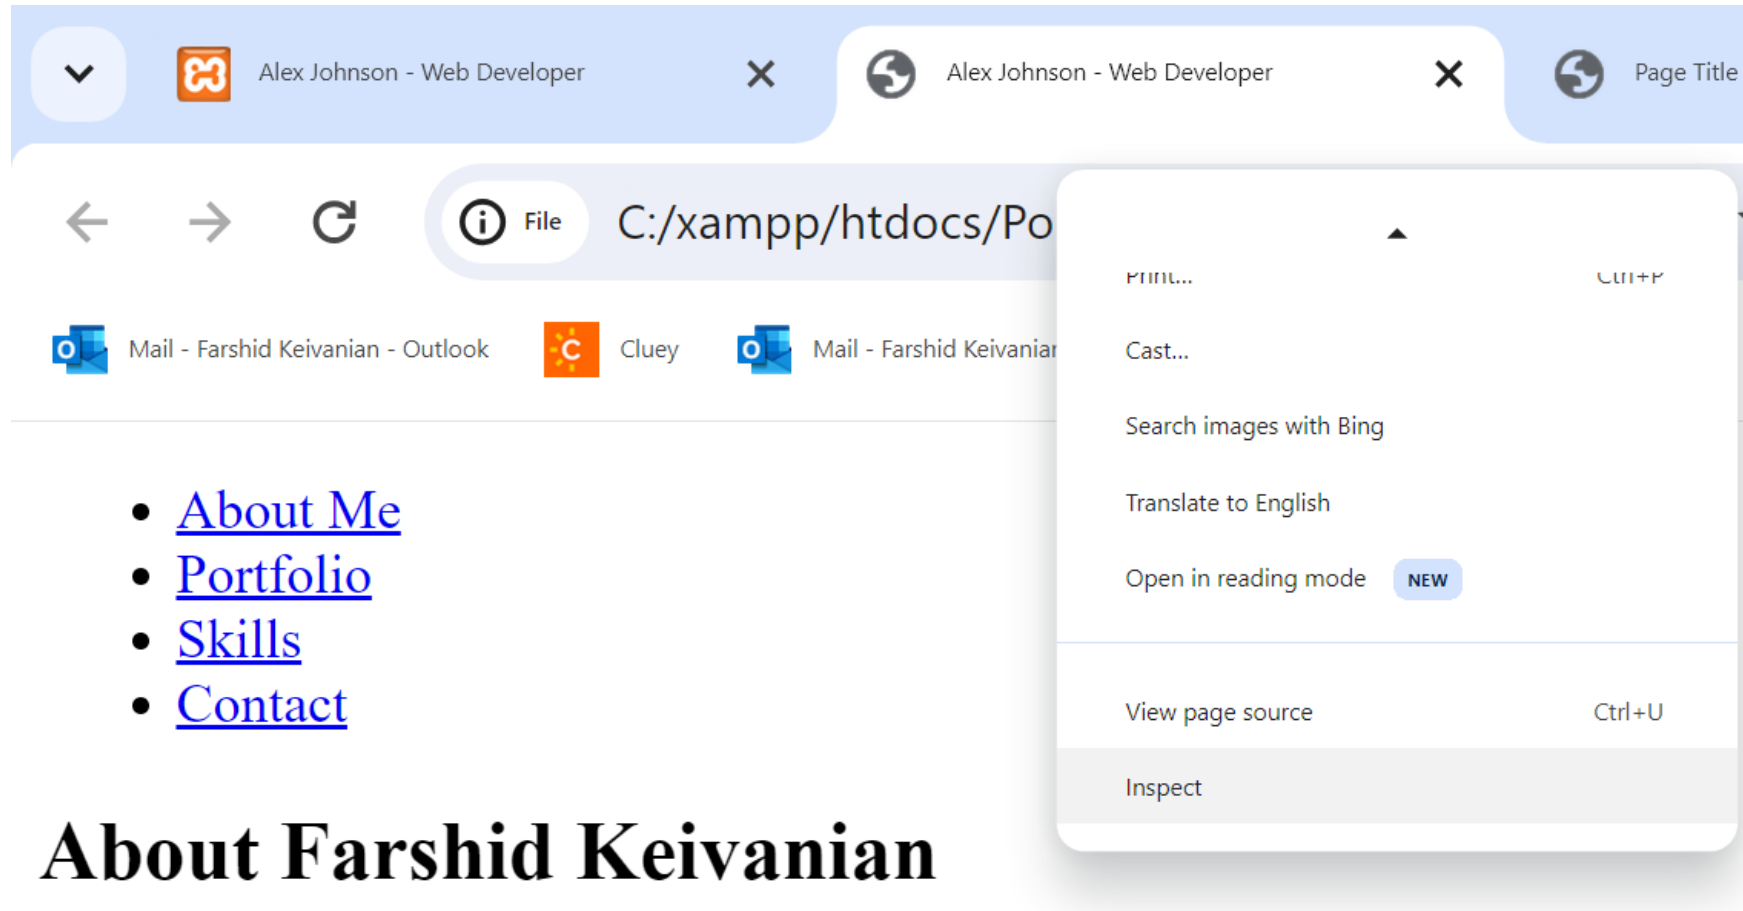 Alex Johnson - Web Developer
Alex Johnson - Web Developer
Page Title
File
C:/xampp/htdocs/Po
Mail - Farshid Keivanian - Outlook
Cluey
Mail - Farshid Keivanian
Print... Ctrl+P
Cast...
Search images with Bing
Translate to English
Open in reading mode NEW
View page source Ctrl+U
Inspect
About Me
Portfolio
Skills
Contact
About Farshid Keivanian